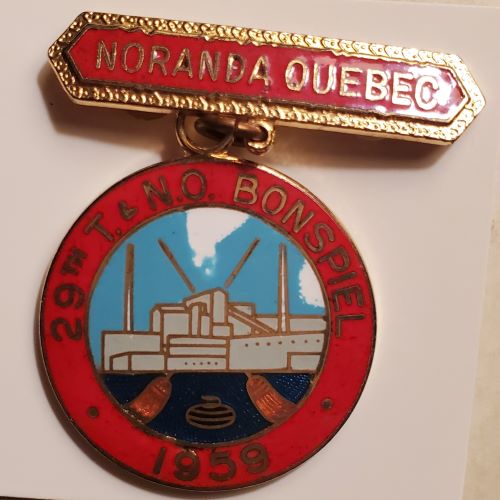 NORANDA QUEBEC
29TH T. & N.O. BONSPIEL
1959